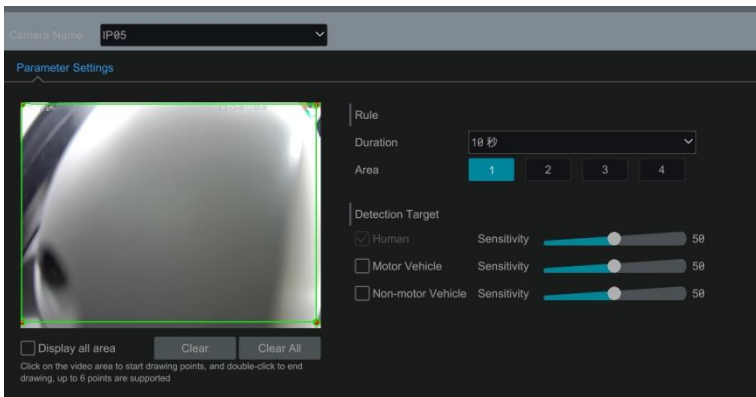 Camera Name IP05
Parameter Settings
Rule
Duration 10 秒
Area 1 2 3 4
Detection Target
Human Sensitivity 50
Motor Vehicle Sensitivity 50
Non-motor Vehicle Sensitivity 50
Display all area Clear Clear All
Click on the video area to start drawing points, and double-click to end
drawing, up to 6 points are supported